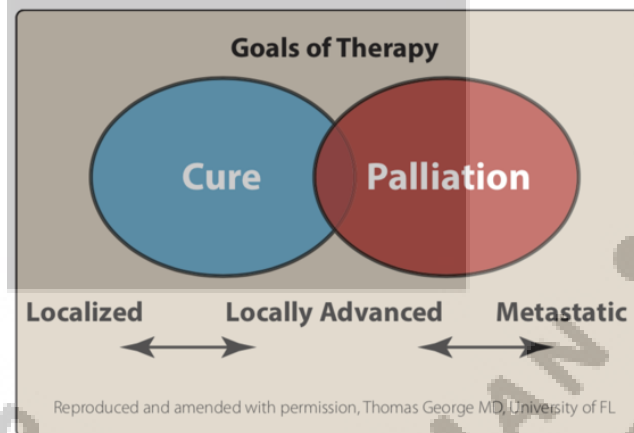 Goals of Therapy
Cure Palliation
Localized Locally Advanced Metastatic
Reproduced and amended with permission, Thomas George MD, University of FL